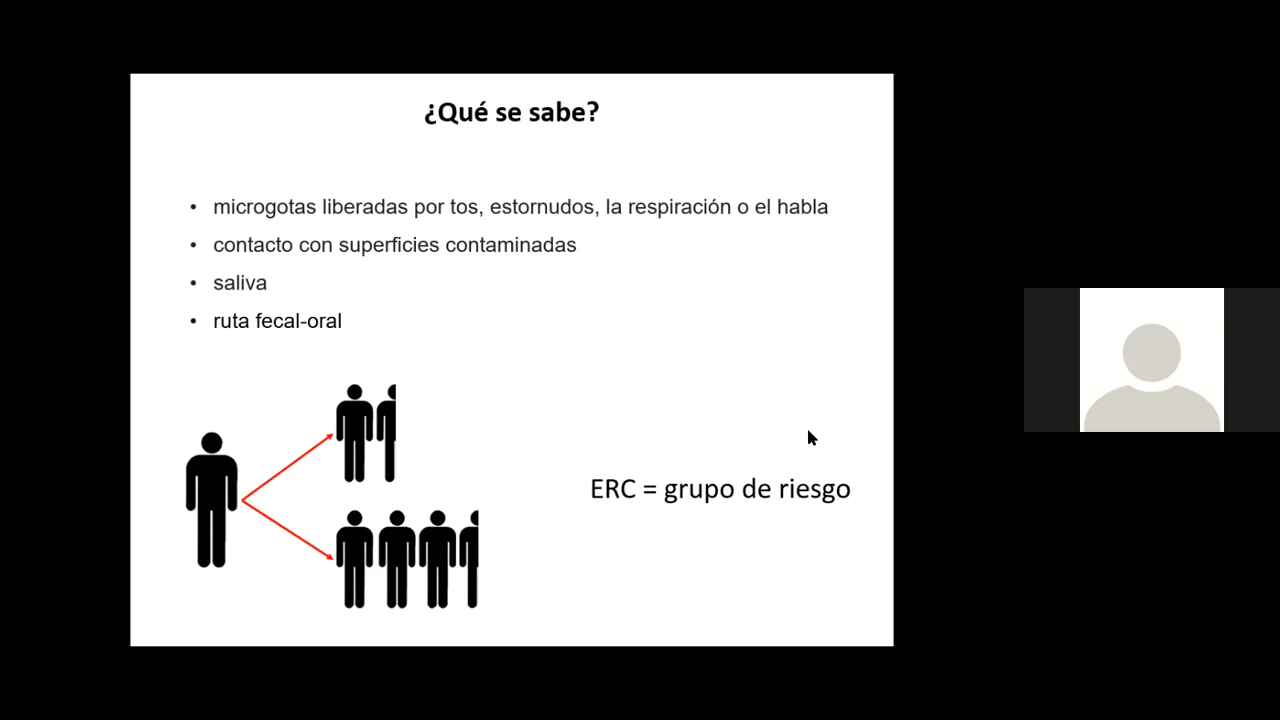 ¿Qué se sabe?
• microgotas liberadas por tos, estornudos, la respiración o el habla
• contacto con superficies contaminadas
• saliva
• ruta fecal-oral
ERC = grupo de riesgo